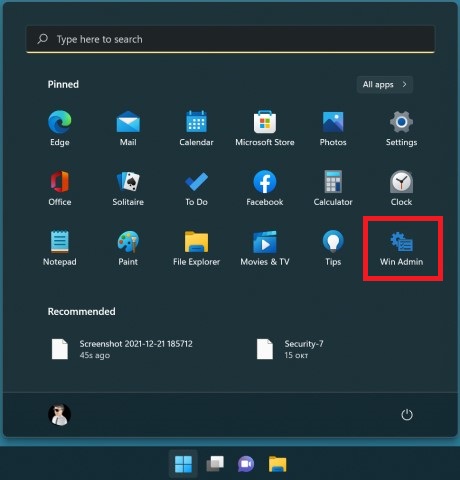 Type here to search
Pinned
All apps
Edge
Mail
Calendar
Microsoft Store
Photos
Settings
Office
Solitaire
To Do
Facebook
Calculator
Clock
Notepad
Paint
File Explorer
Movies & TV
Tips
Win Admin
Recommended
Screenshot 2021-12-21 185712
45s ago
Security-7
15 окт